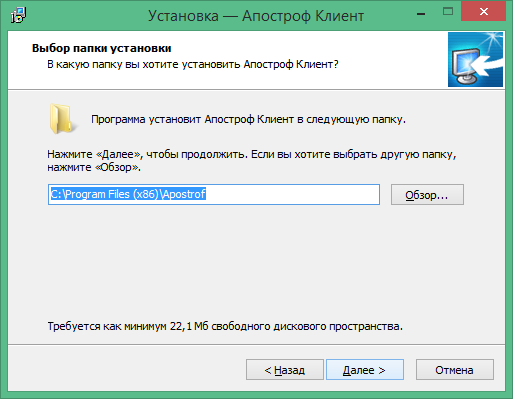 Установка — Апостроф Клиент
Выбор папки установки
В какую папку вы хотите установить Апостроф Клиент?
Программа установит Апостроф Клиент в следующую папку.
Нажмите «Далее», чтобы продолжить. Если вы хотите выбрать другую папку,
нажмите «Обзор».
C:\Program Files (x86)\Apostrof
Обзор...
Требуется как минимум 22,1 Мб свободного дискового пространства.
< Назад
Далее >
Отмена